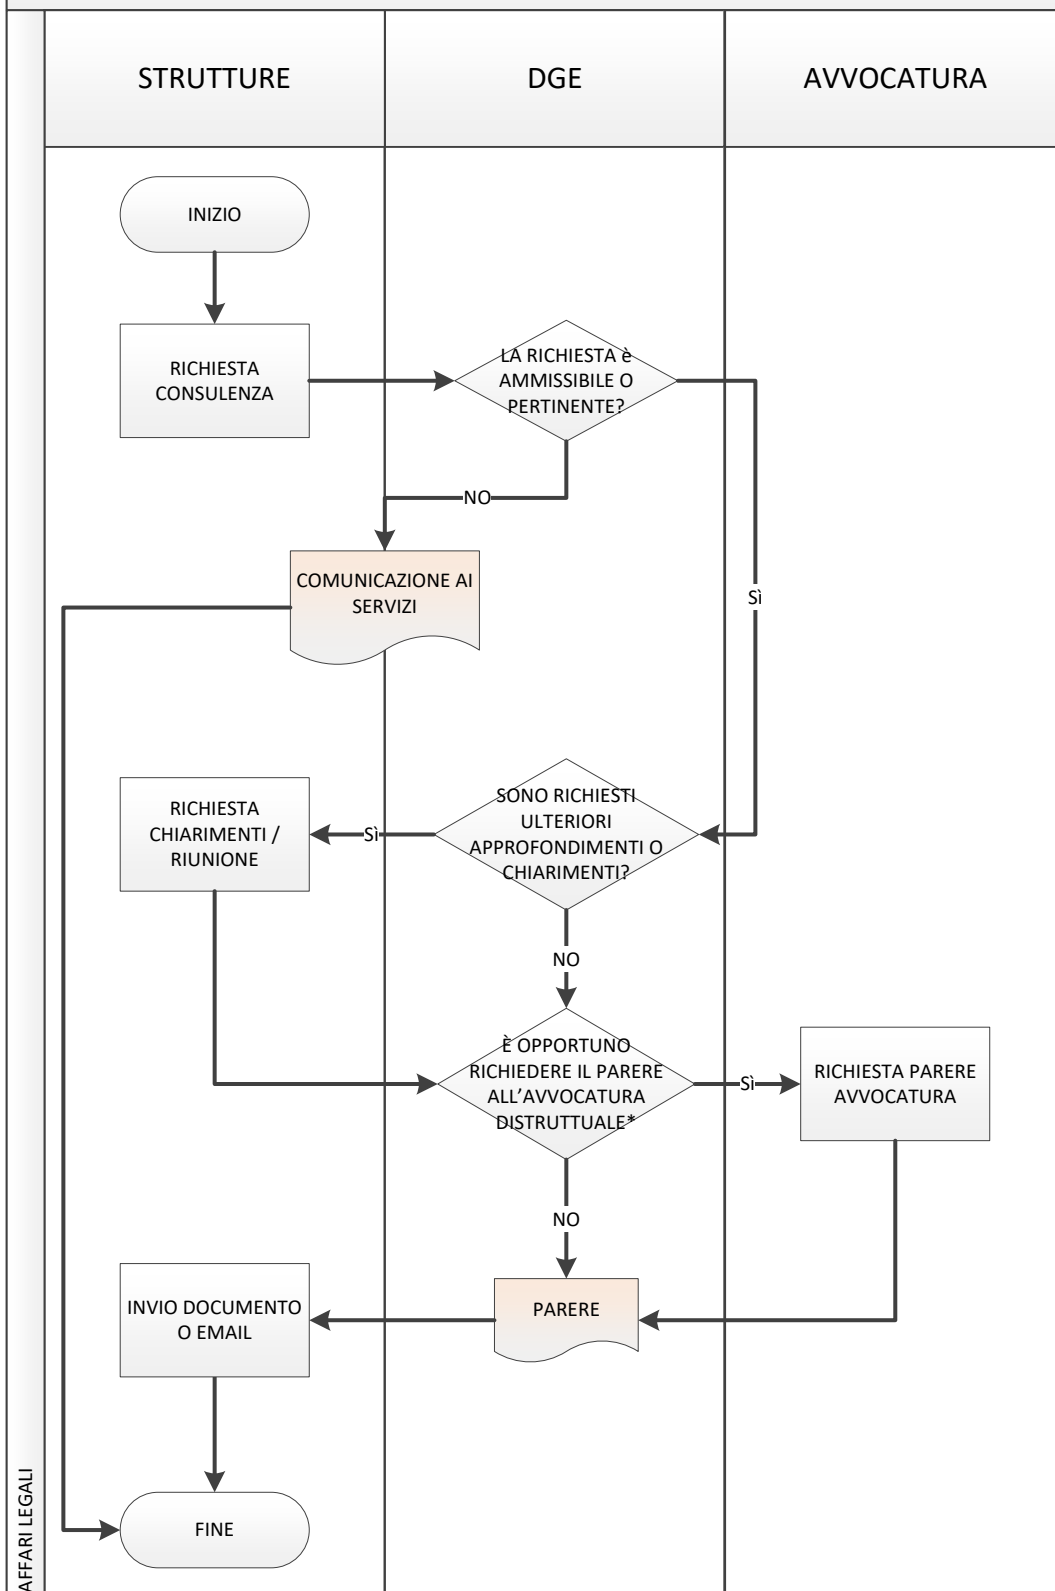 STRUTTURE
DGE
AVVOCATURA
INIZIO
RICHIESTA
CONSULENZA
LA RICHIESTA è
AMMISSIBILE O
PERTINENTE?
NO
COMUNICAZIONE AI
SERVIZI
Sì
RICHIESTA
CHIARIMENTI /
RIUNIONE
Sì
SONO RICHIESTI
ULTERIORI
APPROFONDIMENTI O
CHIARIMENTI?
NO
È OPPORTUNO
RICHIEDERE IL PARERE
ALL’AVVOCATURA
DISTRUTTUALE*
Sì
RICHIESTA PARERE
AVVOCATURA
NO
INVIO DOCUMENTO
O EMAIL
PARERE
FINE
AFFARI LEGALI